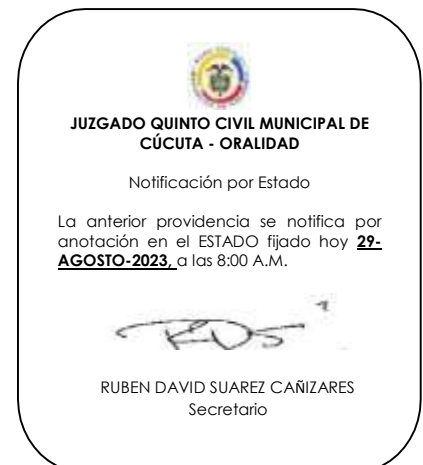 JUZGADO QUINTO CIVIL MUNICIPAL DE
CÚCUTA - ORALIDAD
Notificación por Estado
La anterior providencia se notifica por
anotación en el ESTADO fijado hoy 29-
AGOSTO-2023, a las 8:00 A.M.
RUBEN DAVID SUAREZ CAÑIZARES
Secretario